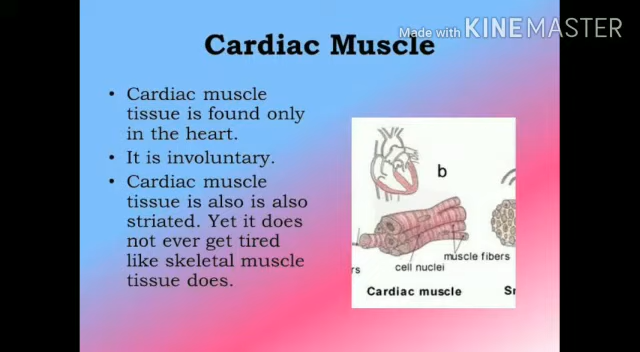 Made with KINEMASTER
Cardiac Muscle
• Cardiac muscle
tissue is found only
in the heart.
• It is involuntary.
• Cardiac muscle
tissue is also is also
striated. Yet it does
not ever get tired
like skeletal muscle
tissue does.
b
muscle fibers
rs
cell nuclei
Cardiac muscle